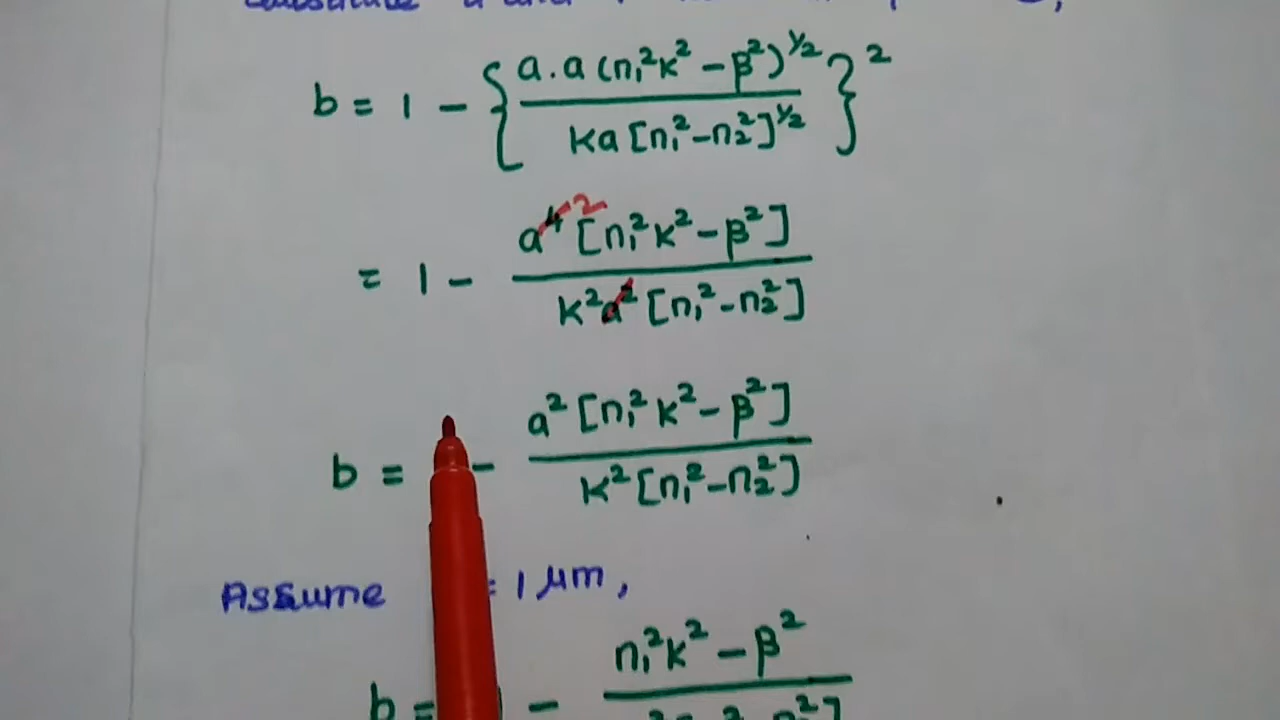 b = 1 - { a.a (n₁²k² - β²)^½ / ka [n₁² - n₂²]^½ }²
= 1 - a⁴ ² [n₁²k² - β²] / k²a² [n₁² - n₂²]
b = - a² [n₁²k² - β²] / k² [n₁² - n₂²]
Assume = 1 μm,
b = - n₁²k² - β² /